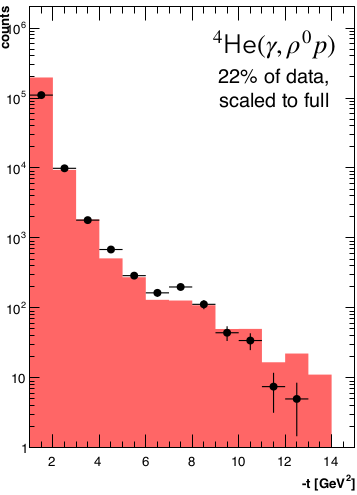 counts
⁴He(γ, ρ⁰p)
22% of data,
scaled to full
10⁶
10⁵
10⁴
10³
10²
10
1
2 4 6 8 10 12 14
-t [GeV²]